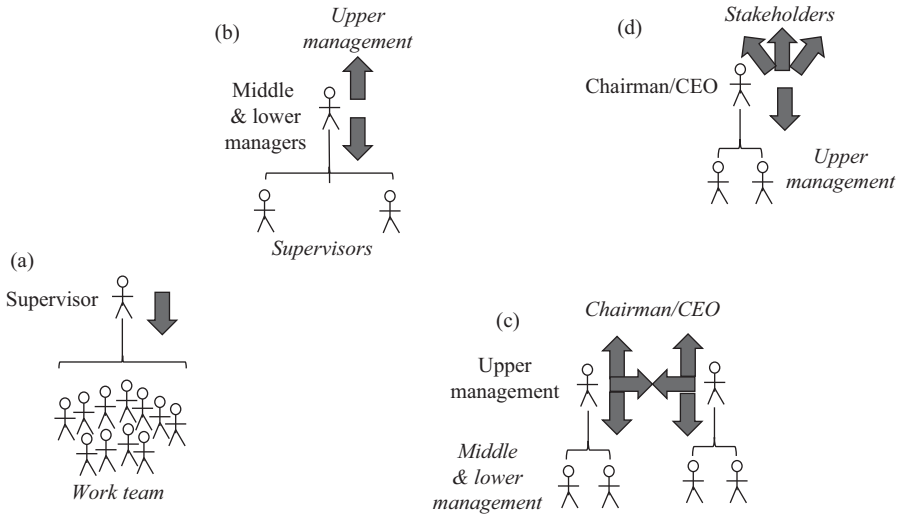 (a)
Supervisor
Work team
(b)
Upper
management
Middle
& lower
managers
Supervisors
(c)
Chairman/CEO
Upper
management
Middle
& lower
management
(d)
Stakeholders
Chairman/CEO
Upper
management